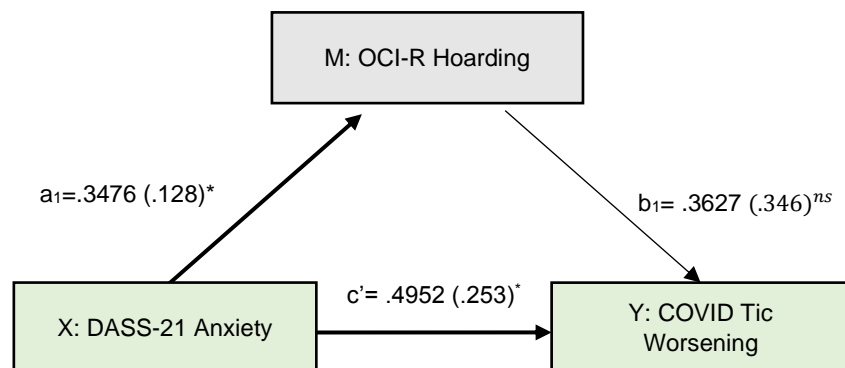 M: OCI-R Hoarding
a₁=.3476 (.128)*
b₁= .3627 (.346)ⁿˢ
c’= .4952 (.253)*
X: DASS-21 Anxiety
Y: COVID Tic
Worsening